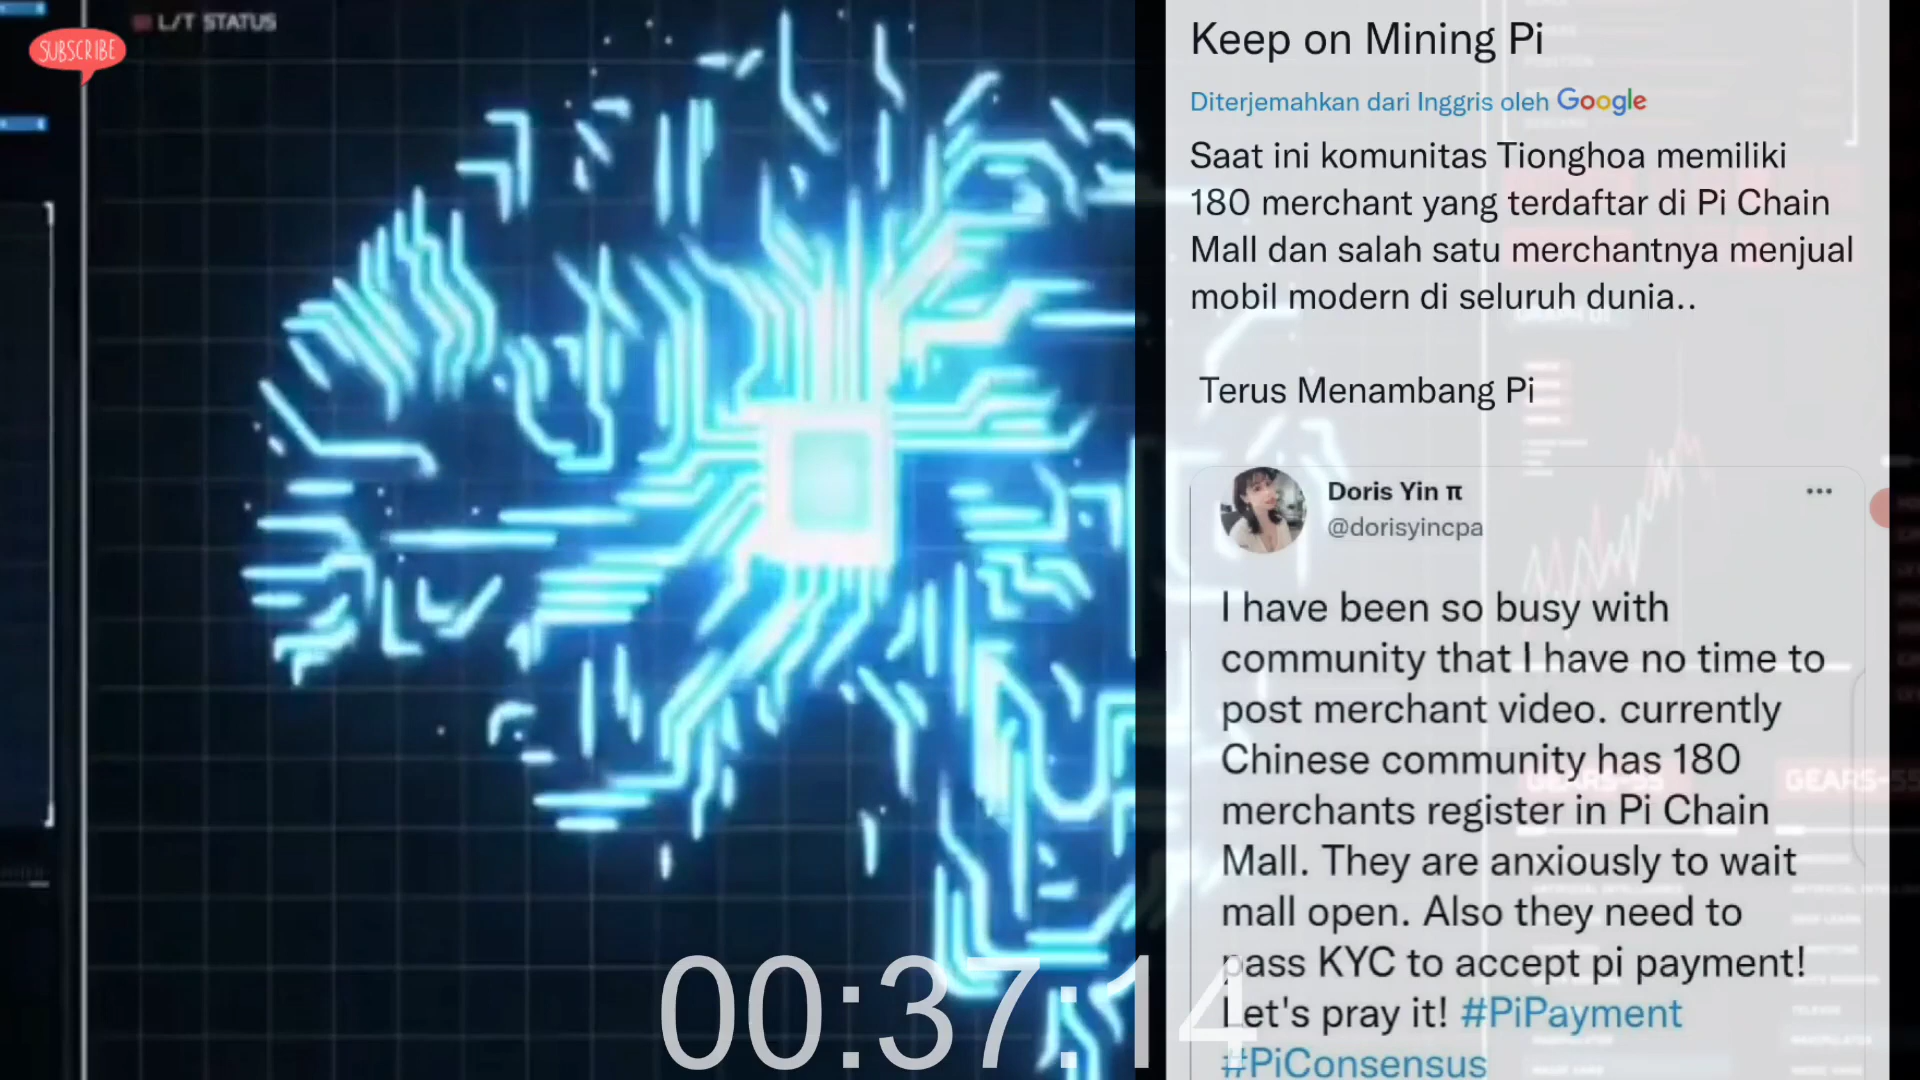 L/T STATUS
SUBSCRIBE
Keep on Mining Pi
Diterjemahkan dari Inggris oleh Google
Saat ini komunitas Tionghoa memiliki
180 merchant yang terdaftar di Pi Chain
Mall dan salah satu merchantnya menjual
mobil modern di seluruh dunia..
Terus Menambang Pi
Doris Yin π
@dorisyincpa
I have been so busy with
community that I have no time to
post merchant video. currently
Chinese community has 180
merchants register in Pi Chain
Mall. They are anxiously to wait
mall open. Also they need to
pass KYC to accept pi payment!
Let's pray it! #PiPayment
#PiConsensus
00:37:14
GEARS-55
GEARS-55